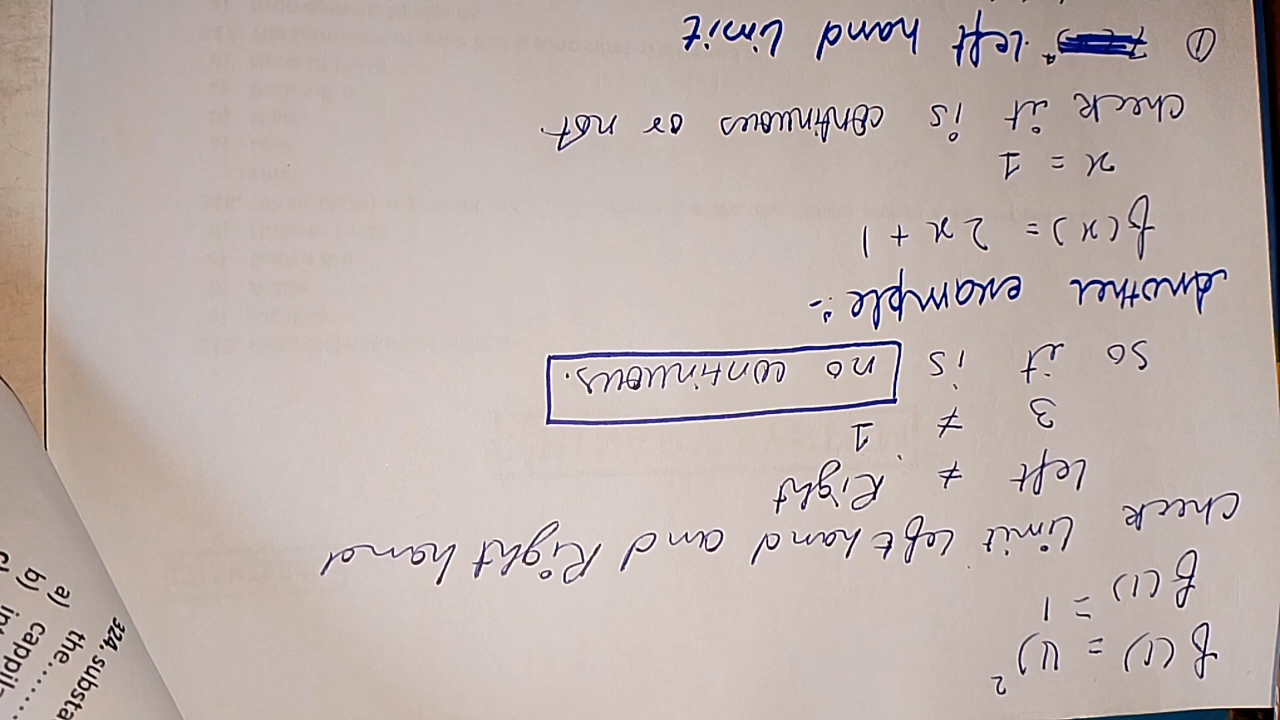 f(1) = (1)²
f(1) = 1
check limit left hand and Right hand
left ≠ Right
3 ≠ 1
so it is no continuous.
Another example:-
f(x) = 2x + 1
x = 1
check it is continuous or not.
① left hand limit
324. substa
a) the......
b) cappill